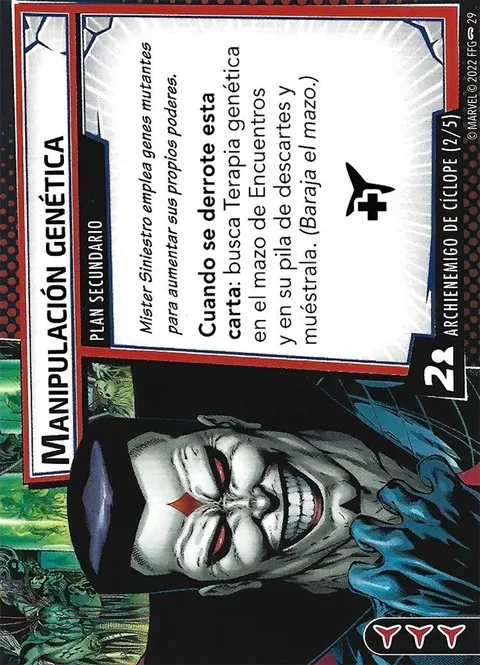 MANIPULACIÓN GENÉTICA
PLAN SECUNDARIO
Mister Siniestro emplea genes mutantes
para aumentar sus propios poderes.
Cuando se derrote esta
carta: busca Terapia genética
en el mazo de Encuentros
y en su pila de descartes y
muéstrala. (Baraja el mazo.)
2
ARCHIENEMIGO DE CÍCLOPE (2/5)
© MARVEL © 2022 FFG 29